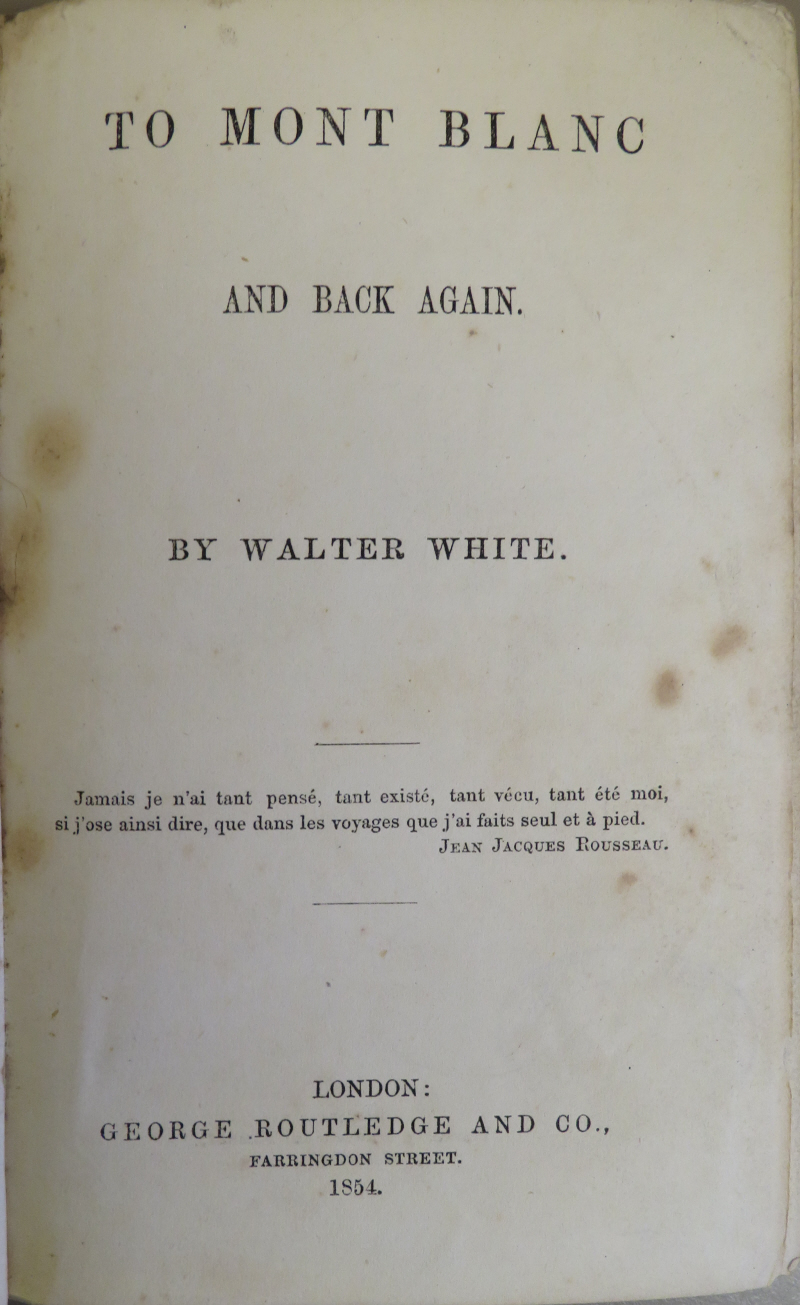 TO MONT BLANC
AND BACK AGAIN.
BY WALTER WHITE.
Jamais je n'ai tant pensé, tant existé, tant vécu, tant été moi,
si j'ose ainsi dire, que dans les voyages que j'ai faits seul et à pied.
JEAN JACQUES ROUSSEAU.
LONDON:
GEORGE ROUTLEDGE AND CO.,
FARRINGDON STREET.
1854.